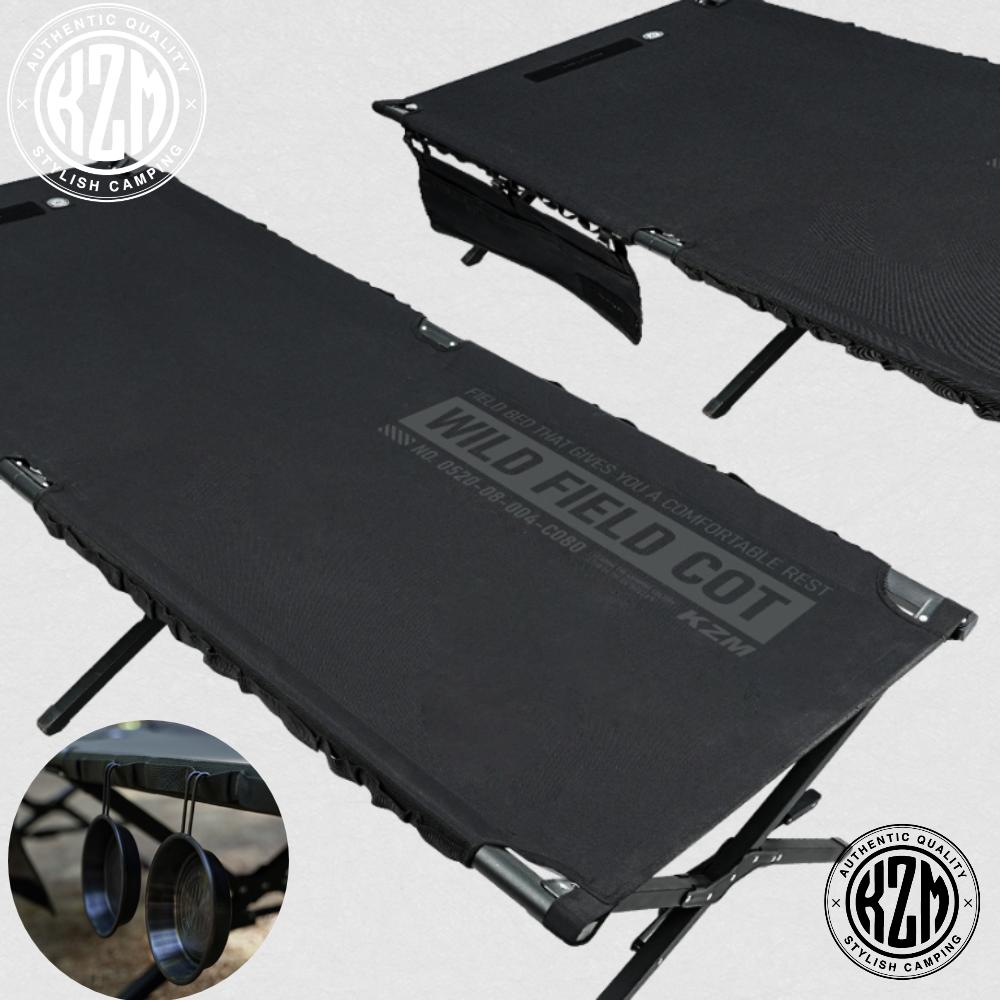 AUTHENTIC QUALITY
KZM
STYLISH CAMPING
FIELD BED THAT GIVES YOU A COMFORTABLE REST
WILD FIELD COT
NO. 0520-08-004-C080
KZM
AUTHENTIC QUALITY
KZM
STYLISH CAMPING